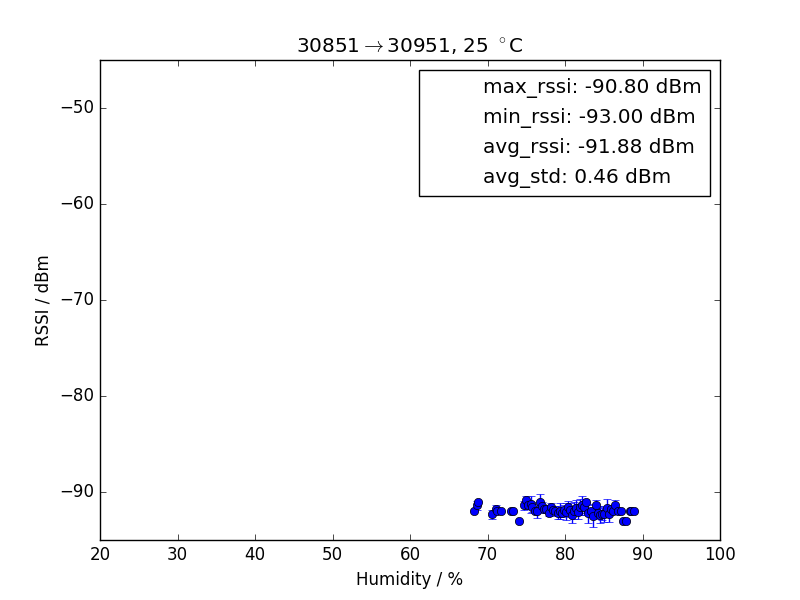 30851→30951, 25 °C
max_rssi: -90.80 dBm
min_rssi: -93.00 dBm
avg_rssi: -91.88 dBm
avg_std: 0.46 dBm
RSSI / dBm
−50
−60
−70
−80
−90
20 30 40 50 60 70 80 90 100
Humidity / %